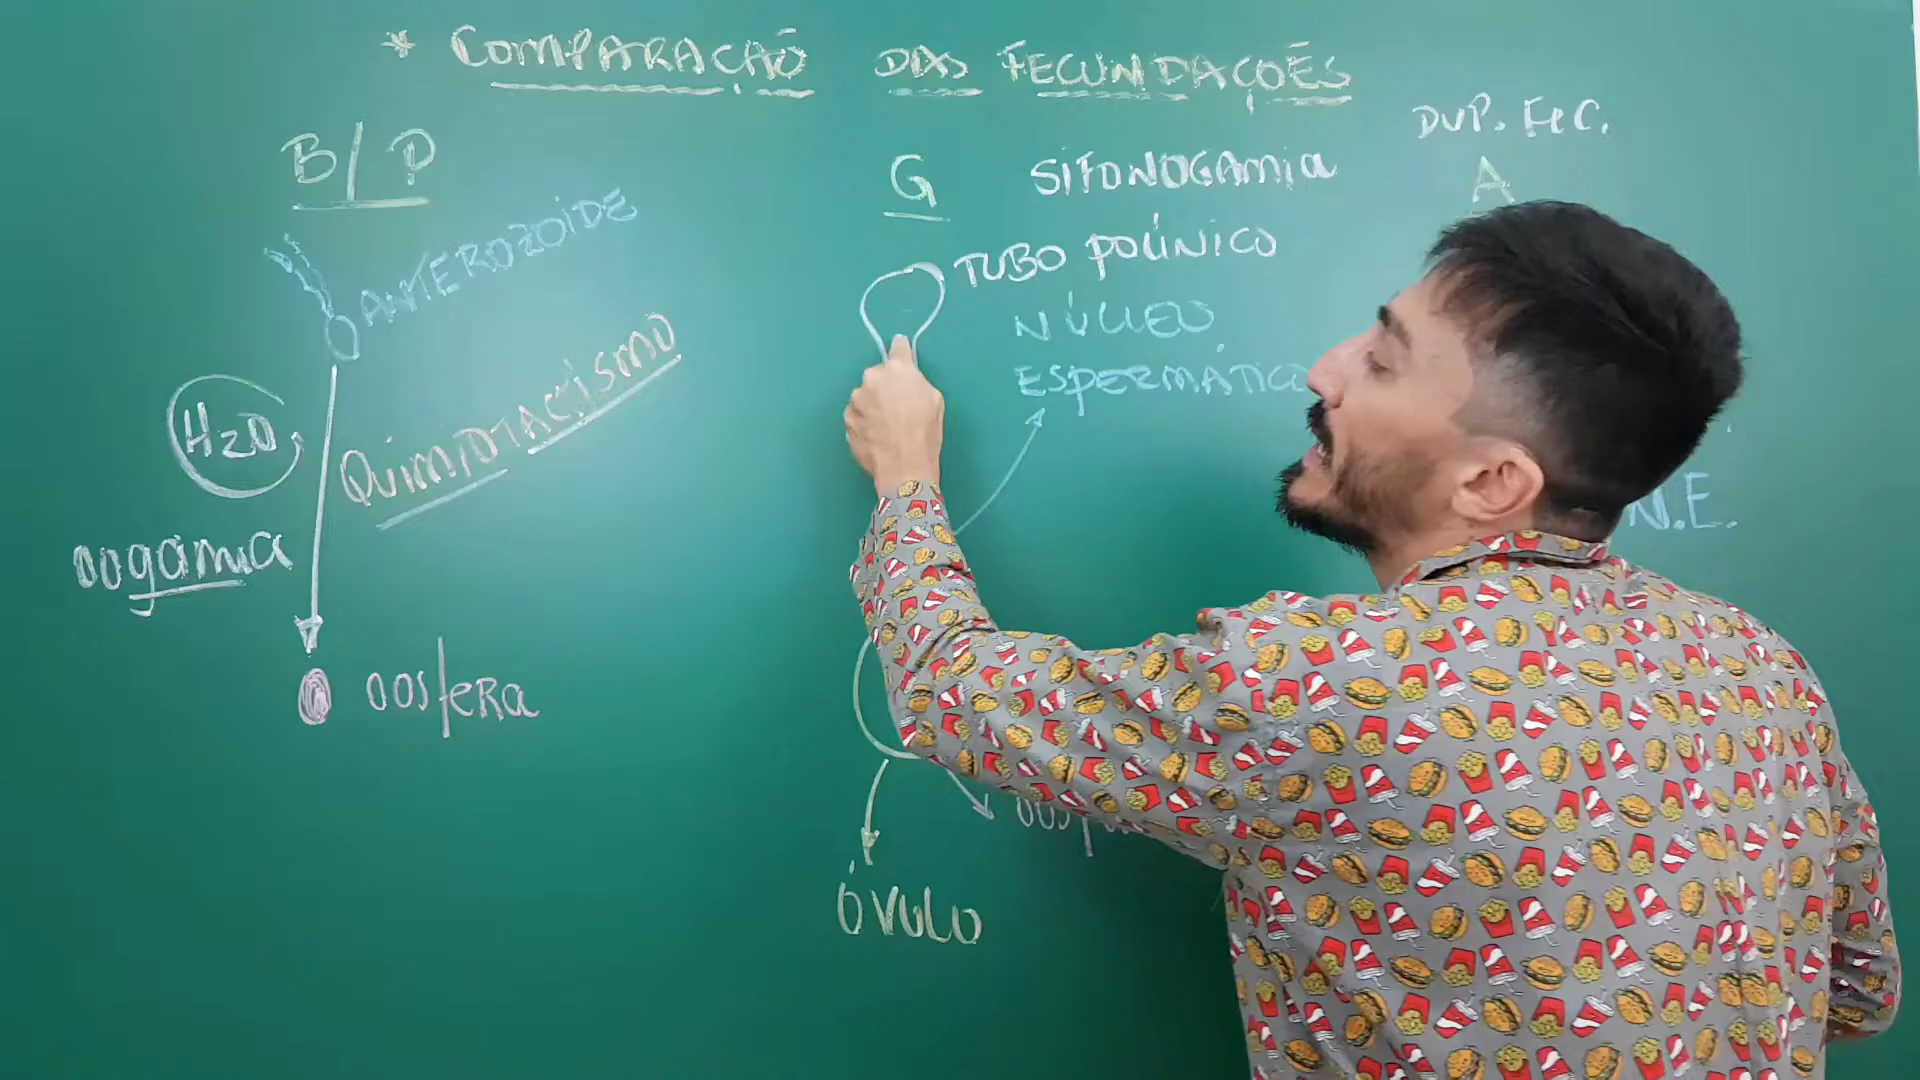 * COMPARAÇÃO DAS FECUNDAÇÕES
B/P
ANTEROZOIDE
H2O
QUIMIOTACTISMO
oogamia
oosfera
G SIFONOGAMIA
TUBO POLÍNICO
NÚCLEO
ESPERMÁTICO
ÓVULO
DUP. FEC.
A
N.E.